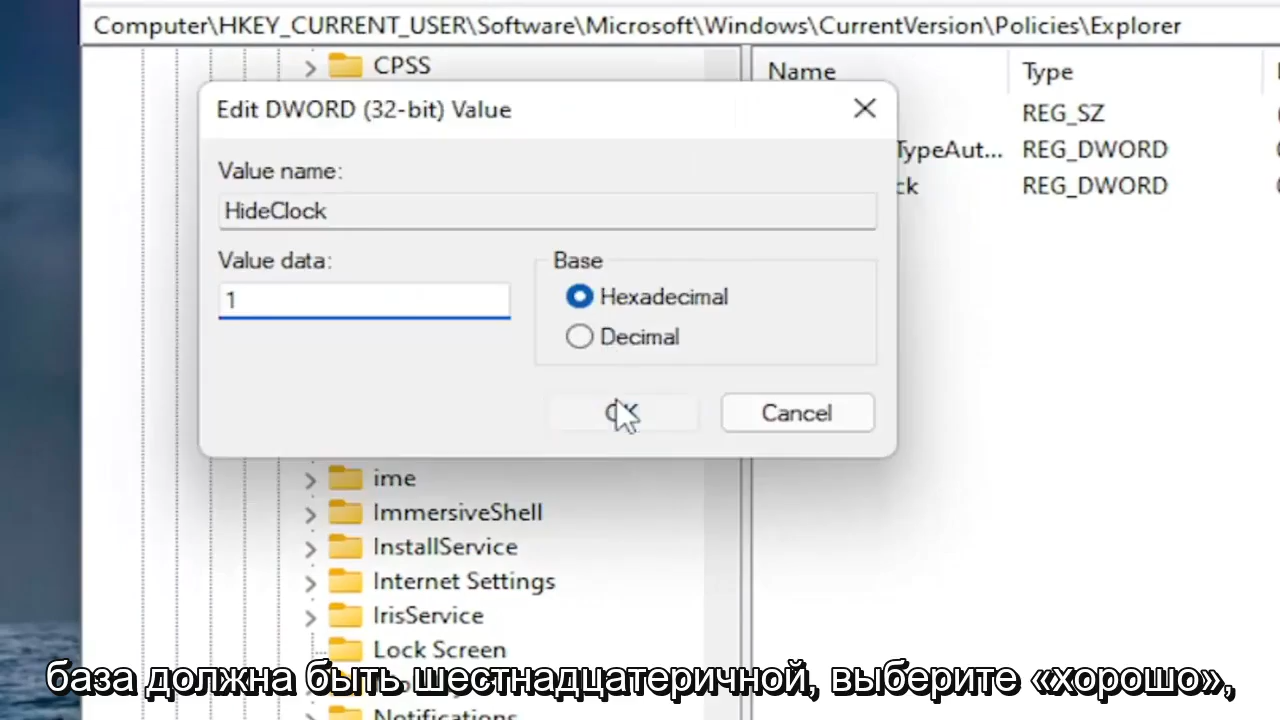 Computer\HKEY_CURRENT_USER\Software\Microsoft\Windows\CurrentVersion\Policies\Explorer
CPSS
Name
Type
Edit DWORD (32-bit) Value
REG_SZ
Value name:
TypeAut...
REG_DWORD
HideClock
ck
REG_DWORD
Value data:
Base
1
Hexadecimal
Decimal
OK
Cancel
ime
ImmersiveShell
InstallService
Internet Settings
IrisService
Lock Screen
база должна быть шестнадцатеричной, выберите «хорошо»,
Notifications